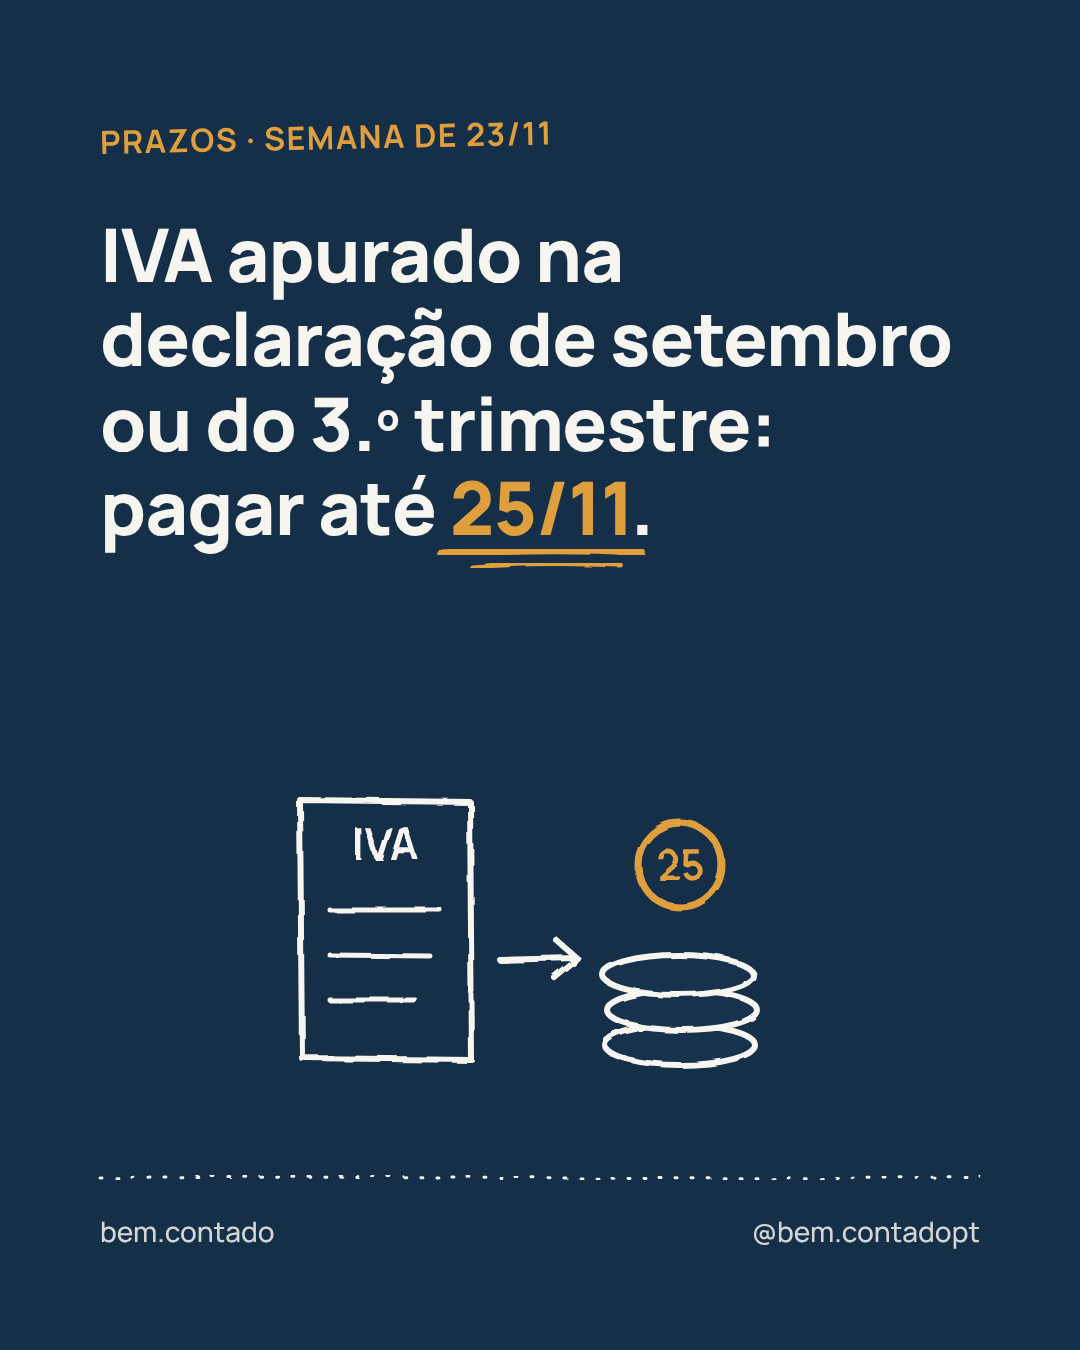 PRAZOS · SEMANA DE 23/11
IVA apurado na
declaração de setembro
ou do 3.º trimestre:
pagar até 25/11.
IVA
25
bem.contado
@bem.contadopt